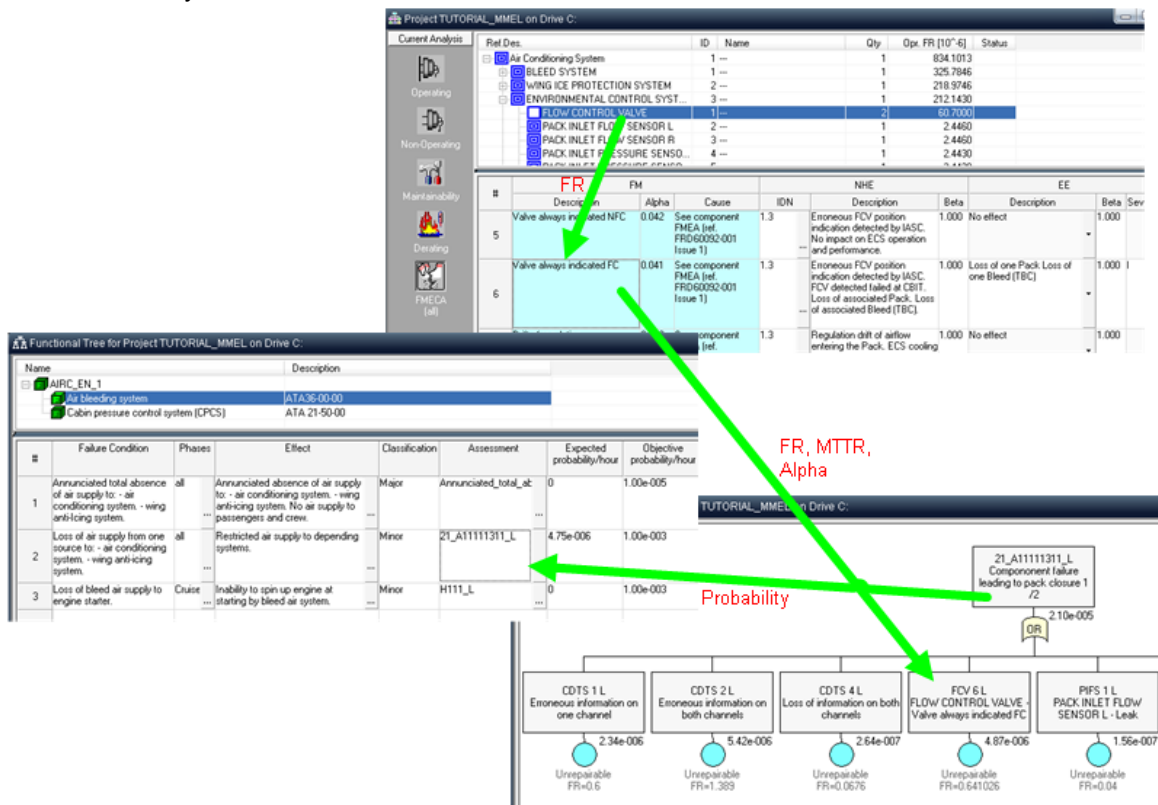 Project TUTORIAL_MMEL on Drive C:
Current Analysis
Operating
Non-Operating
Maintainability
Derating
FMECA
(all)
Ref.Des. ID Name Qty Opr. FR [10^-6] Status
Air Conditioning System 1 --- 1 834.1013
BLEED SYSTEM 1 --- 1 325.7846
WING ICE PROTECTION SYSTEM 2 --- 1 218.9746
ENVIRONMENTAL CONTROL SYST... 3 --- 1 212.1430
FLOW CONTROL VALVE 1 --- 2 60.7000
PACK INLET FLOW SENSOR L 2 --- 1 2.4460
PACK INLET FLOW SENSOR R 3 --- 1 2.4460
PACK INLET PRESSURE SENSO... 4 --- 1 2.4430
FR
# FM NHE EE
Description Alpha Cause IDN Description Beta Description Beta Sev
5 Valve always indicated NFC 0.042 See component 1.3 Erroneous FCV position 1.000 No effect 1.000
FMEA (ref. indication detected by IASC.
FRD60092-001 No impact on ECS operation
Issue 1) ... and performance.
6 Valve always indicated FC 0.041 See component 1.3 Erroneous FCV position 1.000 Loss of one Pack Loss of 1.000 I
FMEA (ref. indication detected by IASC. one Bleed (TBC)
FRD60092-001 FCV detected failed at CBIT.
Issue 1) Loss of associated Pack. Loss
... of associated Bleed (TBC).
component 1.3 Regulation drift of airflow 1.000 No effect 1.000
(ref. entering the Pack. ECS cooling
Functional Tree for Project TUTORIAL_MMEL on Drive C:
Name Description
AIRC_EN_1
Air bleeding system ATA36-00-00
Cabin pressure control system (CPCS) ATA 21-50-00
# Failure Condition Phases Effect Classification Assessment Expected Objective
probability/hour probability/hour
1 Annunciated total absence all Annunciated absence of air supply Major Annunciated_total_at 0 1.00e-005
of air supply to: - air to: - air conditioning system. - wing
conditioning system. - wing anti-icing system. No air supply to
anti-Icing system. ... passengers and crew. ... ...
2 Loss of air supply from one all Restricted air supply to depending Minor 21_A11111311_L 4.75e-006 1.00e-003
source to: - air conditioning systems.
system. - wing anti-icing
system. ... ... ...
3 Loss of bleed air supply to Cruise Inability to spin up engine at Minor H111_L 0 1.00e-003
engine starter. ... starting by bleed air system. ... ...
FR, MTTR,
Alpha
Probability
TUTORIAL_MMEL on Drive C:
21_A11111311_L
Compononent failure
leading to pack closure 1
/2
2.10e-005
OR
CDTS 1 L
Erroneous information on
one channel
2.34e-006
Unrepairable
FR=0.6
CDTS 2 L
Erroneous information on
both channels
5.42e-006
Unrepairable
FR=1.389
CDTS 4 L
Loss of information on both
channels
2.64e-007
Unrepairable
FR=0.0676
FCV 6 L
FLOW CONTROL VALVE -
Valve always indicated FC
4.87e-006
Unrepairable
FR=0.641026
PIFS 1 L
PACK INLET FLOW
SENSOR L - Leak
1.56e-007
Unrepairable
FR=0.04